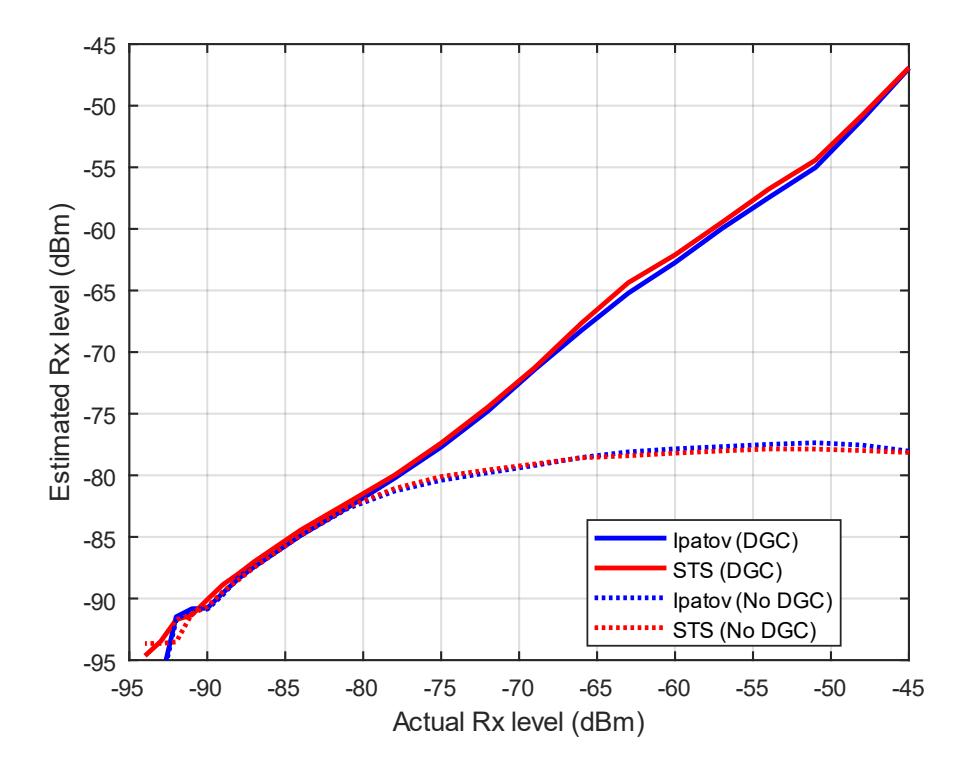 Estimated Rx level (dBm)
-45
-50
-55
-60
-65
-70
-75
-80
-85
-90
-95
Ipatov (DGC)
STS (DGC)
Ipatov (No DGC)
STS (No DGC)
-95 -90 -85 -80 -75 -70 -65 -60 -55 -50 -45
Actual Rx level (dBm)